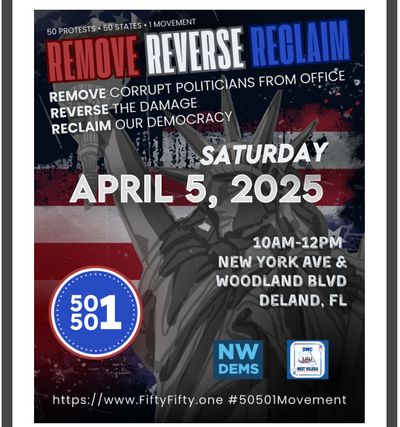 50 PROTESTS • 50 STATES • 1 MOVEMENT
REMOVE REVERSE RECLAIM
REMOVE CORRUPT POLITICIANS FROM OFFICE
REVERSE THE DAMAGE
RECLAIM OUR DEMOCRACY
SATURDAY
APRIL 5, 2025
10AM-12PM
NEW YORK AVE &
WOODLAND BLVD
DELAND, FL
50
50
1
NW
DEMS
DWC
WEST VOLUSIA
https://www.FiftyFifty.one #50501Movement